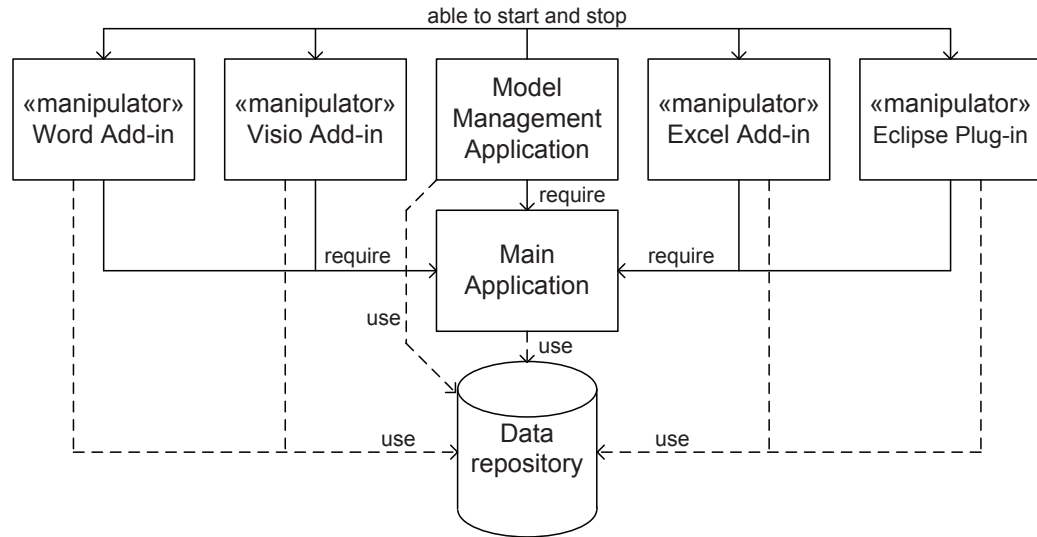 able to start and stop
«manipulator»
Word Add-in
«manipulator»
Visio Add-in
Model
Management
Application
«manipulator»
Excel Add-in
«manipulator»
Eclipse Plug-in
require
require
Main
Application
require
use
use
use
Data
repository
use